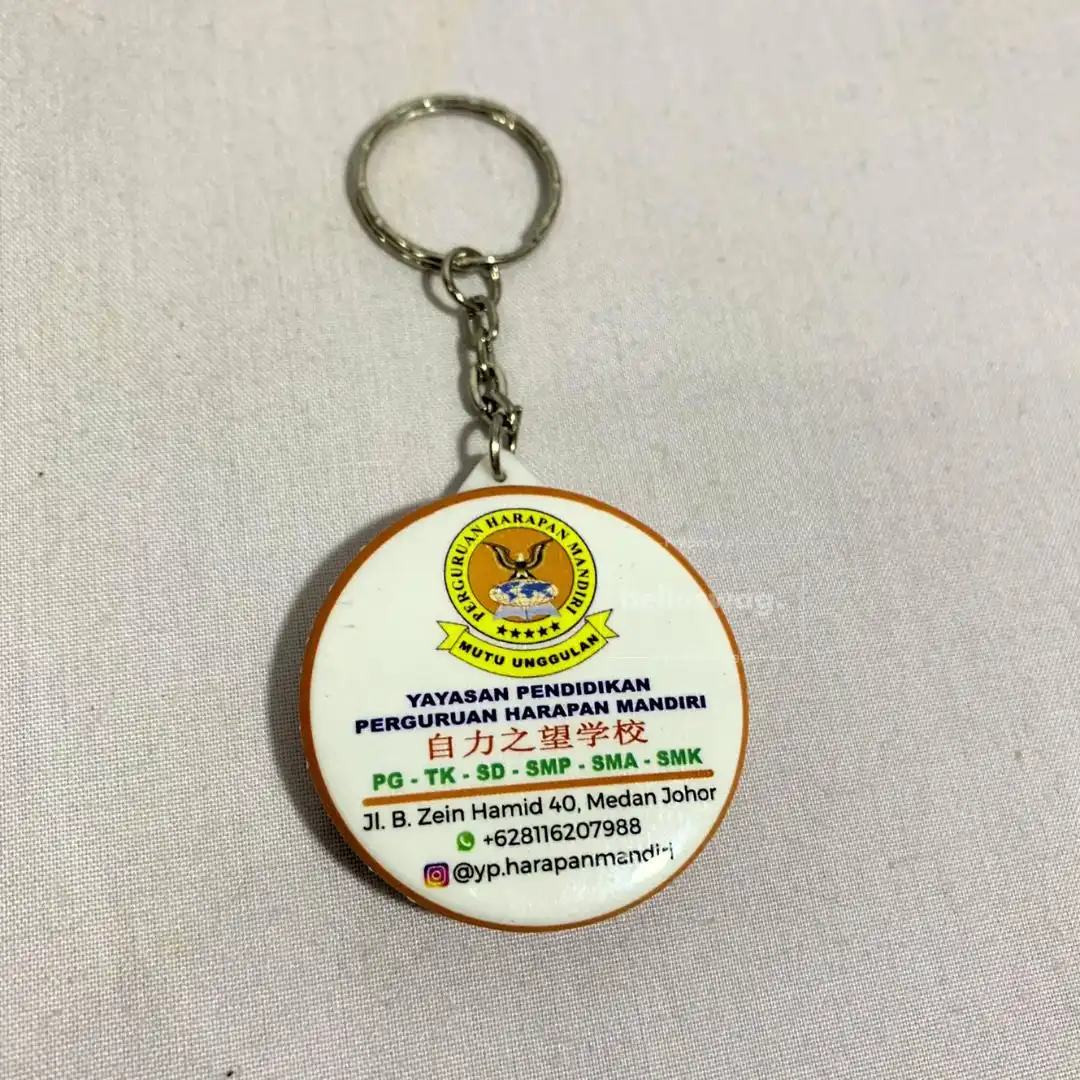 PERGURUAN HARAPAN MANDIRI
MUTU UNGGULAN
YAYASAN PENDIDIKAN
PERGURUAN HARAPAN MANDIRI
自力之望学校
PG - TK - SD - SMP - SMA - SMK
Jl. B. Zein Hamid 40, Medan Johor
+628116207988
@yp.harapanmandiri